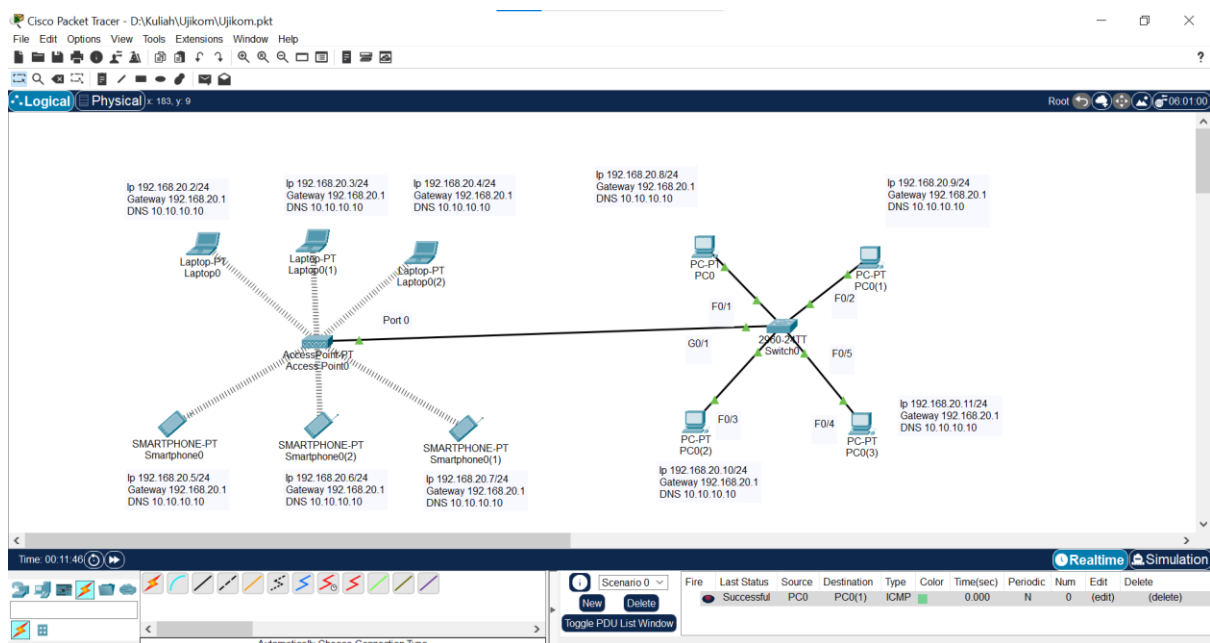 Cisco Packet Tracer - D:\Kuliah\Ujikom\Ujikom.pkt
File Edit Options View Tools Extensions Window Help
?
Logical Physical x: 183, y: 9
Root 06:01:00
Ip 192.168.20.2/24
Gateway 192.168.20.1
DNS 10.10.10.10
Ip 192.168.20.3/24
Gateway 192.168.20.1
DNS 10.10.10.10
Ip 192.168.20.4/24
Gateway 192.168.20.1
DNS 10.10.10.10
Ip 192.168.20.8/24
Gateway 192.168.20.1
DNS 10.10.10.10
Ip 192.168.20.9/24
Gateway 192.168.20.1
DNS 10.10.10.10
Laptop-PT
Laptop0
Laptop-PT
Laptop0(1)
Laptop-PT
Laptop0(2)
PC-PT
PC0
PC-PT
PC0(1)
F0/1
F0/2
Port 0
G0/1
2960-24TT
Switch0
F0/5
AccessPoint-PT
Access Point0
F0/3
F0/4
PC-PT
PC0(2)
PC-PT
PC0(3)
Ip 192.168.20.11/24
Gateway 192.168.20.1
DNS 10.10.10.10
SMARTPHONE-PT
Smartphone0
SMARTPHONE-PT
Smartphone0(2)
SMARTPHONE-PT
Smartphone0(1)
Ip 192.168.20.5/24
Gateway 192.168.20.1
DNS 10.10.10.10
Ip 192.168.20.6/24
Gateway 192.168.20.1
DNS 10.10.10.10
Ip 192.168.20.7/24
Gateway 192.168.20.1
DNS 10.10.10.10
Ip 192.168.20.10/24
Gateway 192.168.20.1
DNS 10.10.10.10
Time: 00:11:46
Realtime Simulation
Scenario 0
New Delete
Toggle PDU List Window
Fire Last Status Source Destination Type Color Time(sec) Periodic Num Edit Delete
Successful PC0 PC0(1) ICMP 0.000 N 0 (edit) (delete)
Automatically Choose Connection Type